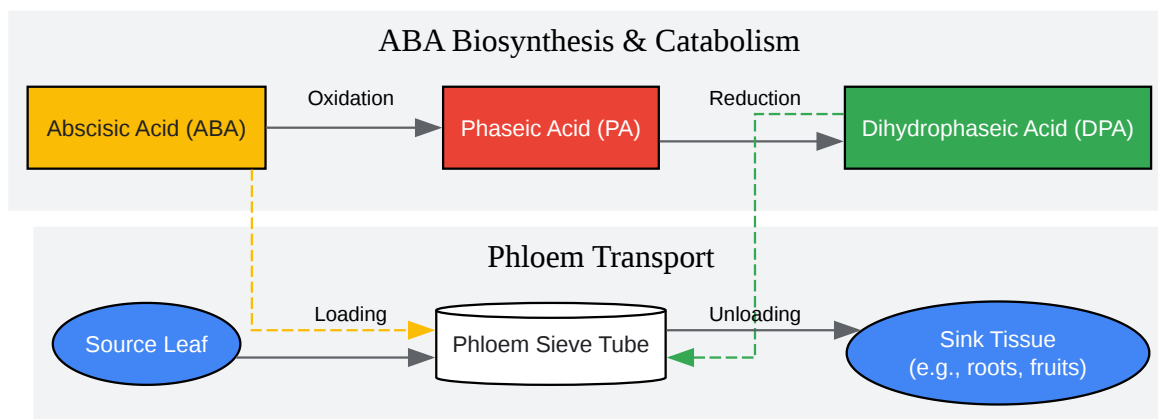 ABA Biosynthesis & Catabolism
Oxidation
Reduction
Abscisic Acid (ABA)
Phaseic Acid (PA)
Dihydrophaseic Acid (DPA)
Phloem Transport
Loading
Unloading
Source Leaf
Phloem Sieve Tube
Sink Tissue
(e.g., roots, fruits)